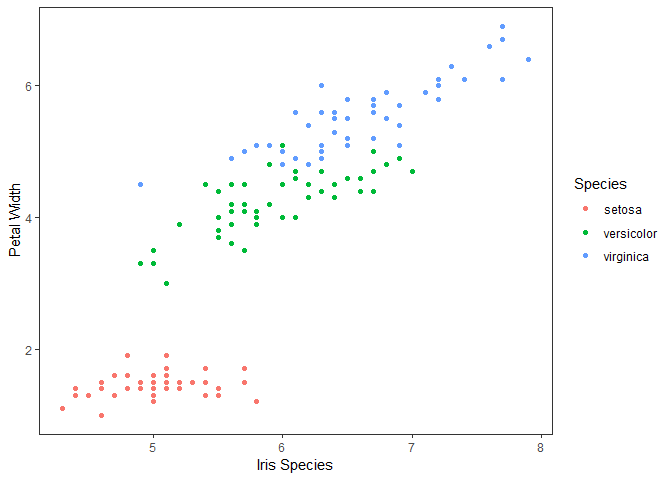 6
4
2
5
6
7
8
Petal Width
Iris Species
Species
setosa
versicolor
virginica